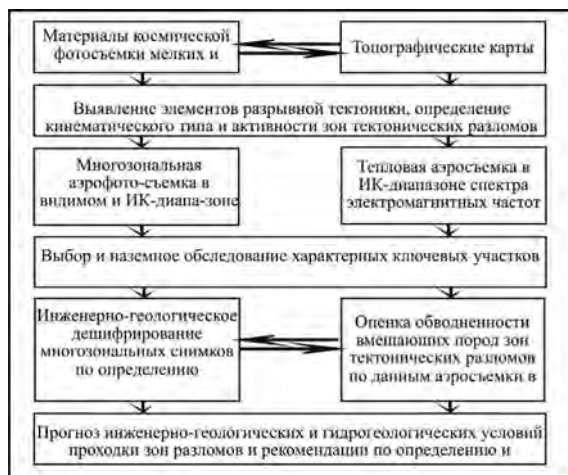 Материалы космической
фотосъемки мелких и
Топографические карты
Выявление элементов разрывной тектоники, определение
кинематического типа и активности зон тектонических разломов
Многозональная
аэрофото-съемка в
видимом и ИК-диапа-зоне
Тепловая аэросъемка в
ИК-диапазоне спектра
электромагнитных частот
Выбор и наземное обследование характерных ключевых участков
Инженерно-геологическое
дешифрирование
многозональных снимков
по определению
Оценка обводненности
вмещающих пород зон
тектонических разломов
по данным аэросъемки в
Прогноз инженерно-геологических и гидрогеологических условий
проходки зон разломов и рекомендации по определению и